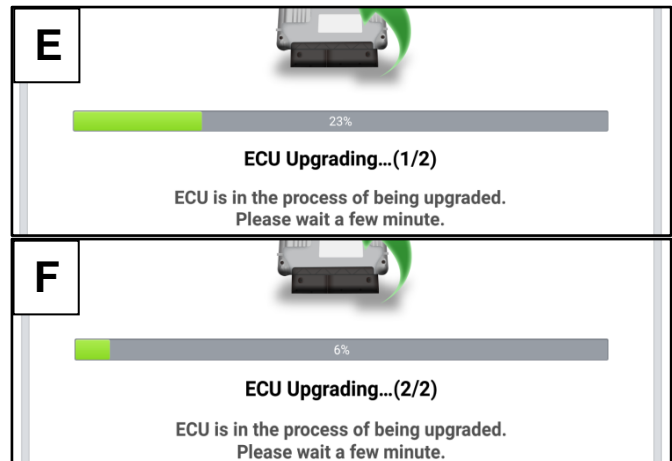 E
23%
ECU Upgrading...(1/2)
ECU is in the process of being upgraded.
Please wait a few minute.
F
6%
ECU Upgrading...(2/2)
ECU is in the process of being upgraded.
Please wait a few minute.